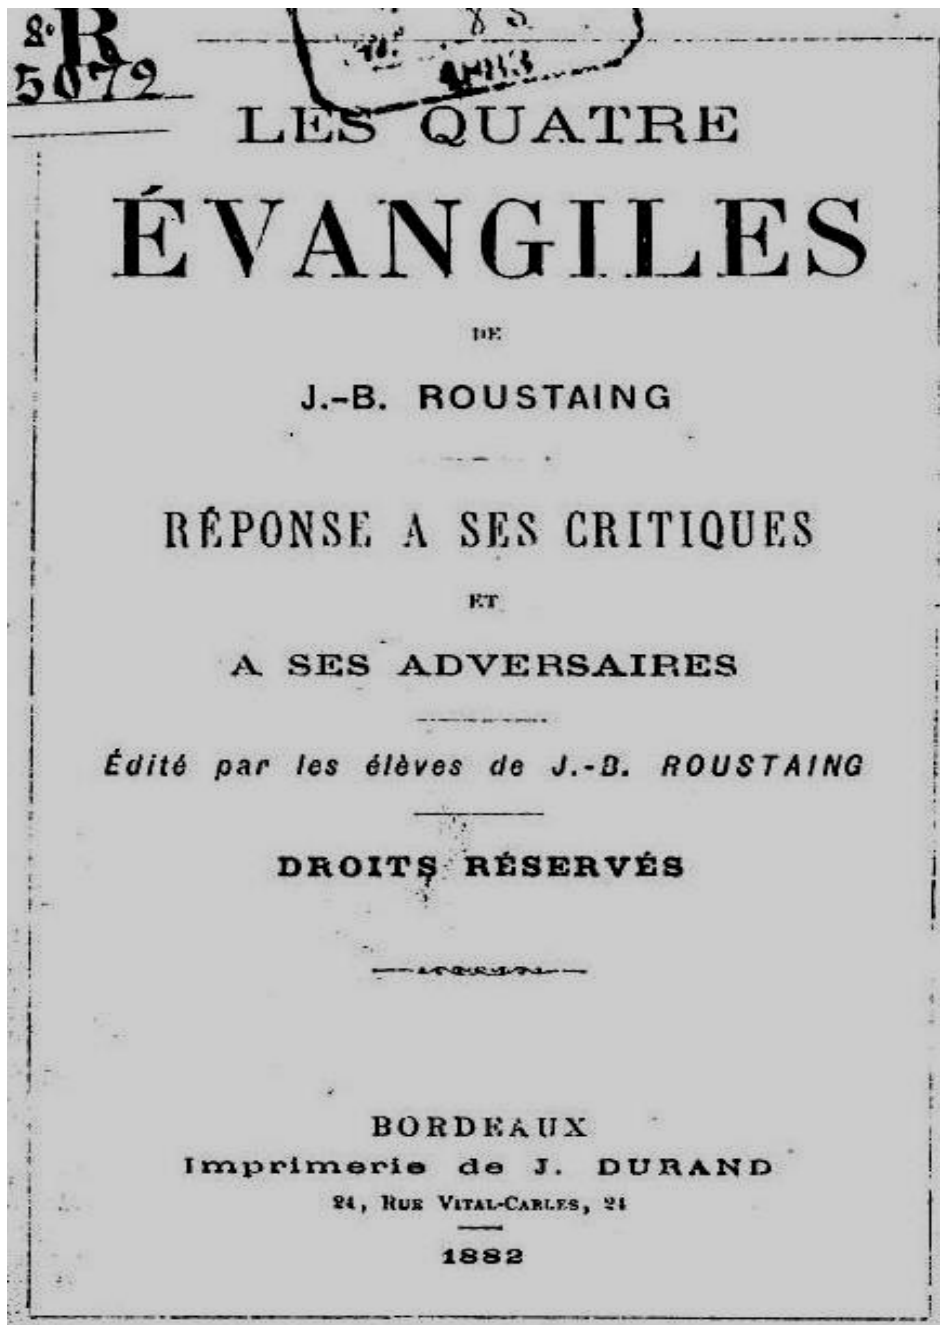 8° R
5072
LES QUATRE
ÉVANGILES
DE
J.-B. ROUSTAING
RÉPONSE A SES CRITIQUES
ET
A SES ADVERSAIRES
Édité par les élèves de J.-B. ROUSTAING
DROITS RÉSERVÉS
BORDEAUX
Imprimerie de J. DURAND
24, RUE VITAL-CARLES, 24
1882